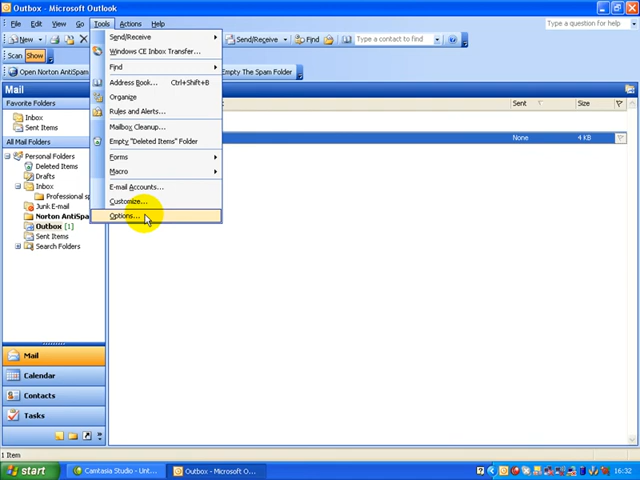 Outbox - Microsoft Outlook
File Edit View Go Tools Actions Help
Type a question for help
New
Send/Receive
Find
Type a contact to find
Scan Show
Open Norton AntiSpam
Empty The Spam Folder
Mail
Favorite Folders
Inbox
Sent Items
All Mail Folders
Personal Folders
Deleted Items
Drafts
Inbox
Professional sp
Junk E-mail
Norton AntiSpa
Outbox [1]
Sent Items
Search Folders
Send/Receive
Windows CE Inbox Transfer...
Find
Address Book... Ctrl+Shift+B
Organize
Rules and Alerts...
Mailbox Cleanup...
Empty "Deleted Items" Folder
Forms
Macro
E-mail Accounts...
Customize...
Options...
Sent Size
None 4 KB
Mail
Calendar
Contacts
Tasks
1 Item
start
Camtasia Studio - Unt...
Outbox - Microsoft O...
16:32